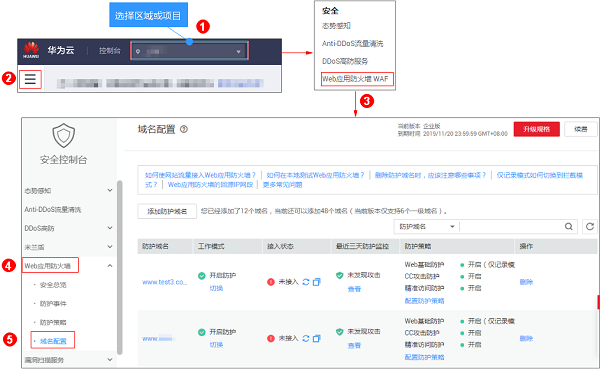 选择区域或项目
1
HUAWEI
华为云
控制台
2
安全
态势感知
Anti-DDoS流量清洗
DDoS高防服务
Web应用防火墙 WAF
3
安全控制台
态势感知
Anti-DDoS流量清洗
DDoS高防
米兰版
4
Web应用防火墙
安全总览
防护事件
防护策略
5
域名配置
漏洞扫描服务
域名配置
当前版本 企业版
到期时间 2019/11/20 23:59:59 GMT+08:00
升级规格
续费
如何使网站流量接入Web应用防火墙？ | 如何在本地测试Web应用防火墙？ | 删除防护域名时，应该注意哪些事项？ | 仅记录模式如何切换到拦截模
式？ | Web应用防火墙的回源IP网段 | 更多常见问题
添加防护域名
您已经添加了12个域名，当前还可以添加48个域名（当前版本仅支持6个一级域名）。
防护域名
防护域名 工作模式 接入状态 最近三天防护监控 防护策略 操作
www.test3.co...
开启防护
切换
未接入
未发现攻击
查看
Web基础防护 开启（仅记录模
CC攻击防护 开启
精准访问防护 开启
配置防护策略
删除
www.
开启防护
切换
未接入
未发现攻击
查看
Web基础防护 开启（仅记录模
CC攻击防护 开启
精准访问防护 开启
配置防护策略
删除